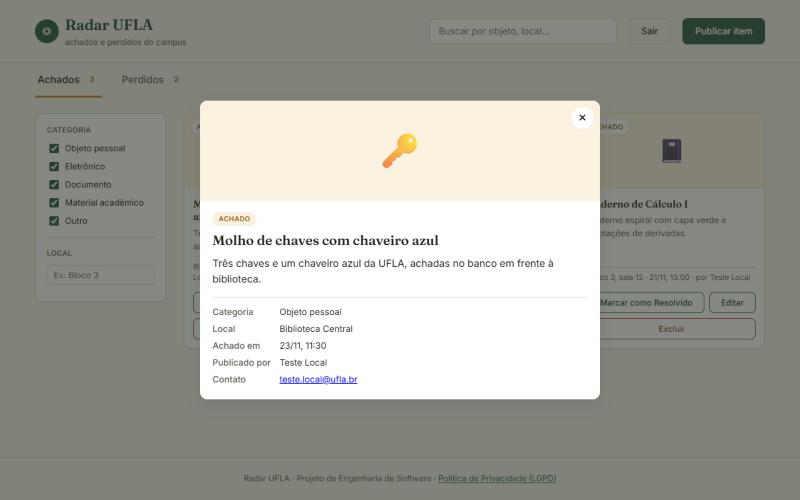 Radar UFLA
achados e perdidos do campus
Buscar por objeto, local...
Sair
Publicar item
Achados 3
Perdidos 2
CATEGORIA
Objeto pessoal
Eletrônico
Documento
Material acadêmico
Outro
LOCAL
Ex: Bloco 3
×
ACHADO
Molho de chaves com chaveiro azul
Três chaves e um chaveiro azul da UFLA, achadas no banco em frente à
biblioteca.
Categoria Objeto pessoal
Local Biblioteca Central
Achado em 23/11, 11:30
Publicado por Teste Local
Contato teste.local@ufla.br
CHADO
derno de Cálculo I
derno espiral com capa verde e
otações de derivadas.
co 3, sala 12 · 21/11, 13:00 · por Teste Local
Marcar como Resolvido
Editar
Excluir
Radar UFLA · Projeto de Engenharia de Software · Política de Privacidade (LGPD)